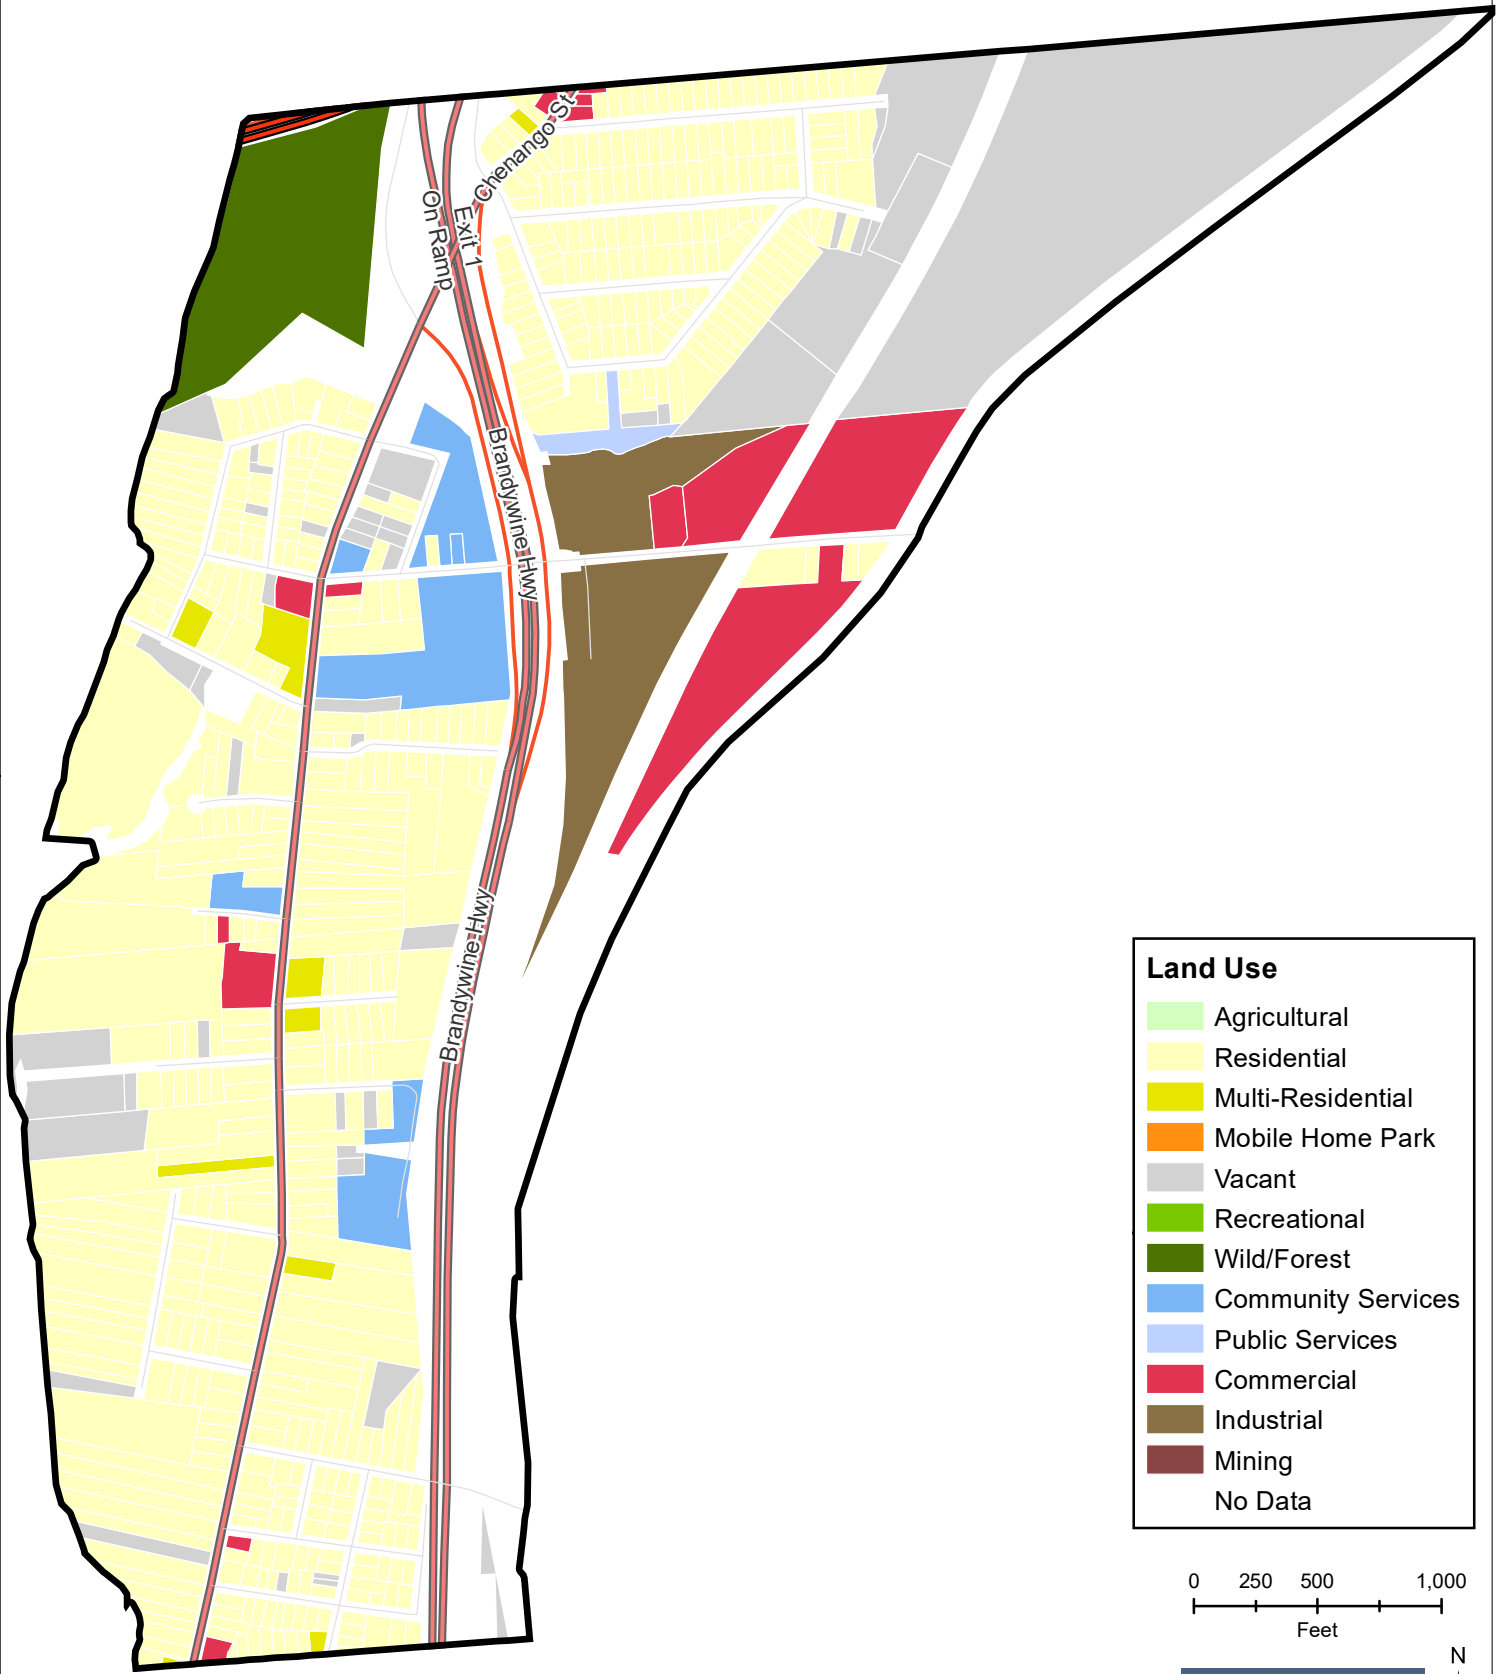 Chenango St
On Ramp
Exit 1
Brandywine Hwy
Brandywine Hwy
Land Use
Agricultural
Residential
Multi-Residential
Mobile Home Park
Vacant
Recreational
Wild/Forest
Community Services
Public Services
Commercial
Industrial
Mining
No Data
0 250 500 1,000
Feet
N